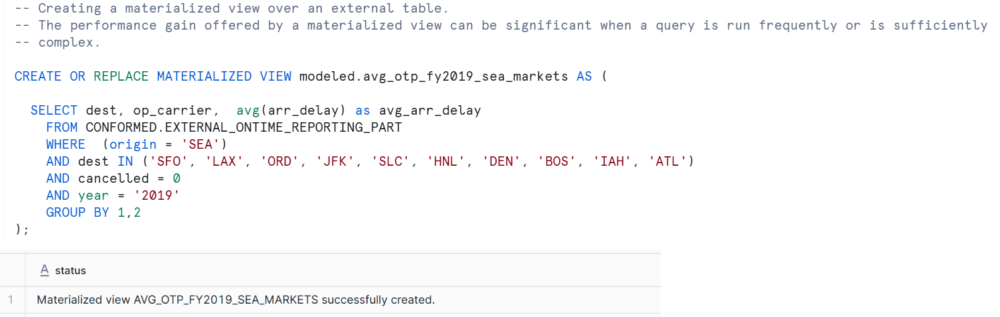 -- Creating a materialized view over an external table.
-- The performance gain offered by a materialized view can be significant when a query is run frequently or is sufficiently
-- complex.
CREATE OR REPLACE MATERIALIZED VIEW modeled.avg_otp_fy2019_sea_markets AS (
SELECT dest, op_carrier,  avg(arr_delay) as avg_arr_delay
FROM CONFORMED.EXTERNAL_ONTIME_REPORTING_PART
WHERE  (origin = 'SEA')
AND dest IN ('SFO', 'LAX', 'ORD', 'JFK', 'SLC', 'HNL', 'DEN', 'BOS', 'IAH', 'ATL')
AND cancelled = 0
AND year = '2019'
GROUP BY 1,2
);
A status
1 Materialized view AVG_OTP_FY2019_SEA_MARKETS successfully created.